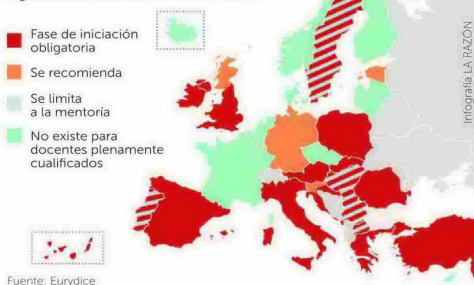 Fase de iniciación
obligatoria
Se recomienda
Se limita
a la mentoría
No existe para
docentes plenamente
cualificados
Infografía LA RAZÓN
Fuente: Eurydice